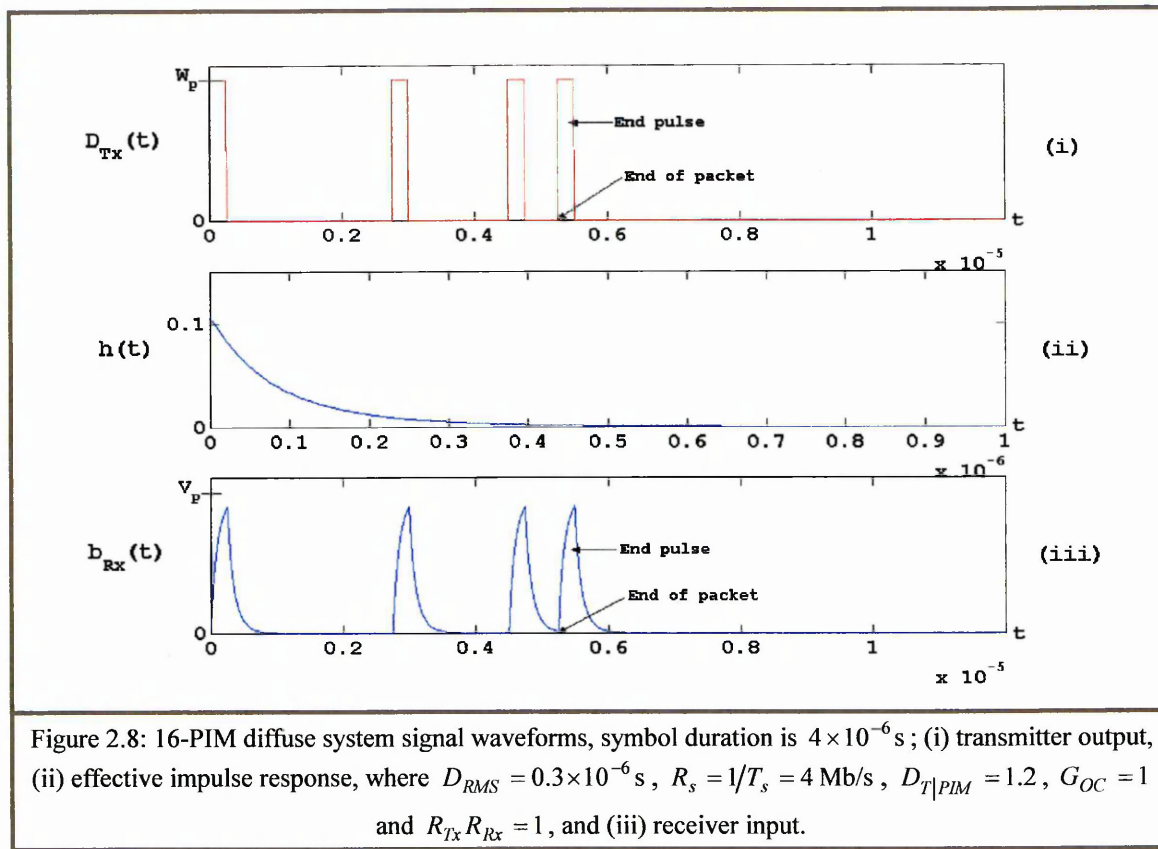 W_p
D_Tx(t)
End pulse
End of packet
(i)
0
0 0.2 0.4 0.6 0.8 1 t
x 10^-5
0.1
h(t)
(ii)
0
0 0.1 0.2 0.3 0.4 0.5 0.6 0.7 0.8 0.9 1 t
x 10^-6
V_p
b_Rx(t)
End pulse
End of packet
(iii)
0
0 0.2 0.4 0.6 0.8 1 t
x 10^-5
Figure 2.8: 16-PIM diffuse system signal waveforms, symbol duration is 4×10^-6 s; (i) transmitter output,
(ii) effective impulse response, where D_RMS = 0.3×10^-6 s, R_s = 1/T_s = 4 Mb/s, D_T|PIM = 1.2, G_OC = 1
and R_Tx R_Rx = 1, and (iii) receiver input.